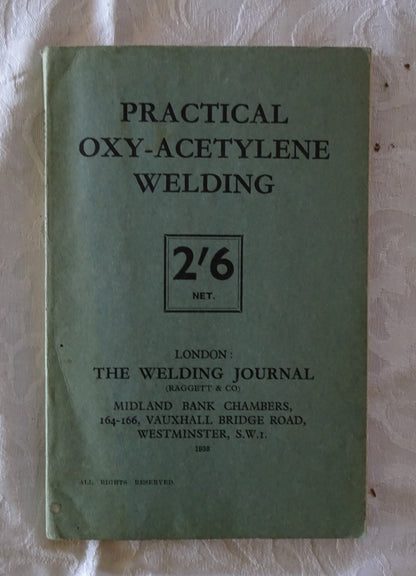 PRACTICAL
OXY-ACETYLENE
WELDING
2'6
NET.
LONDON:
THE WELDING JOURNAL
(RAGGETT & CO)
MIDLAND BANK CHAMBERS,
164-166, VAUXHALL BRIDGE ROAD,
WESTMINSTER, S.W.1.
ALL RIGHTS RESERVED.